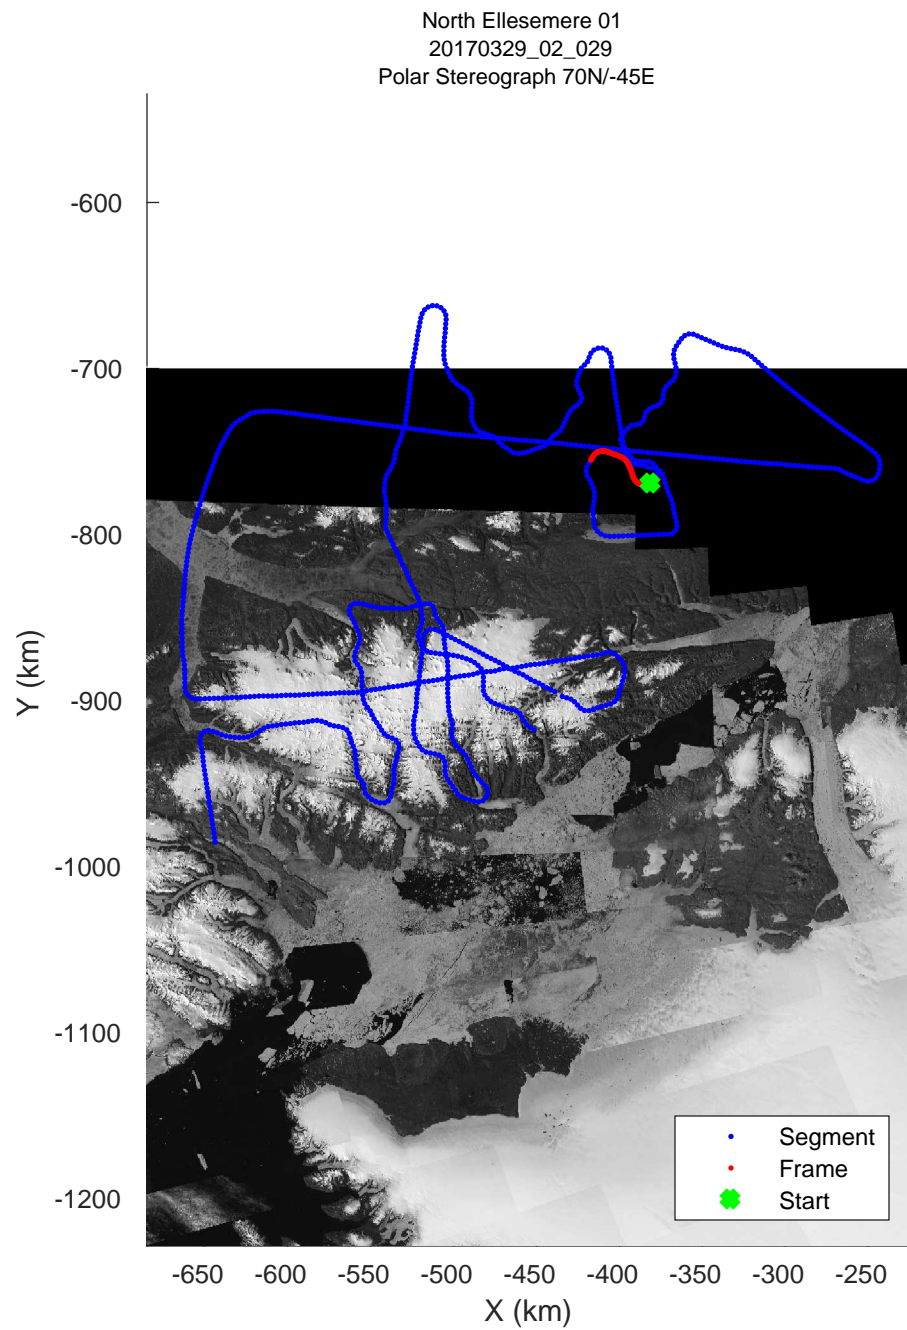 North Ellesemere 01
20170329_02_029
Polar Stereograph 70N/-45E
-600
-700
-800
-900
-1000
-1100
-1200
Y (km)
Segment
Frame
Start
-650 -600 -550 -500 -450 -400 -350 -300 -250
X (km)